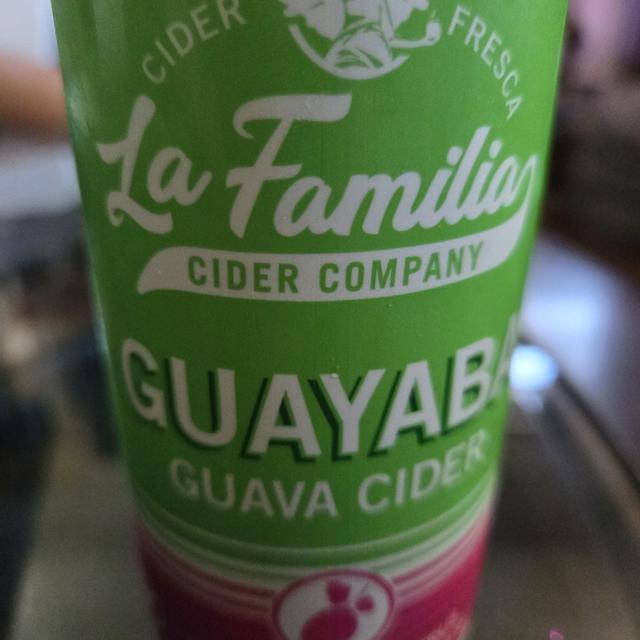 CIDER FRESCA
La Familia
CIDER COMPANY
GUAYABA
GUAVA CIDER